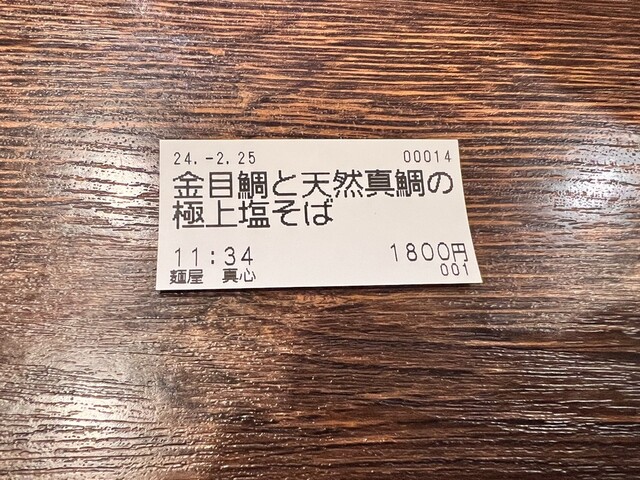 24.-2.25 00014
金目鯛と天然真鯛の
極上塩そば
11:34 1800円
麺屋 真心 001